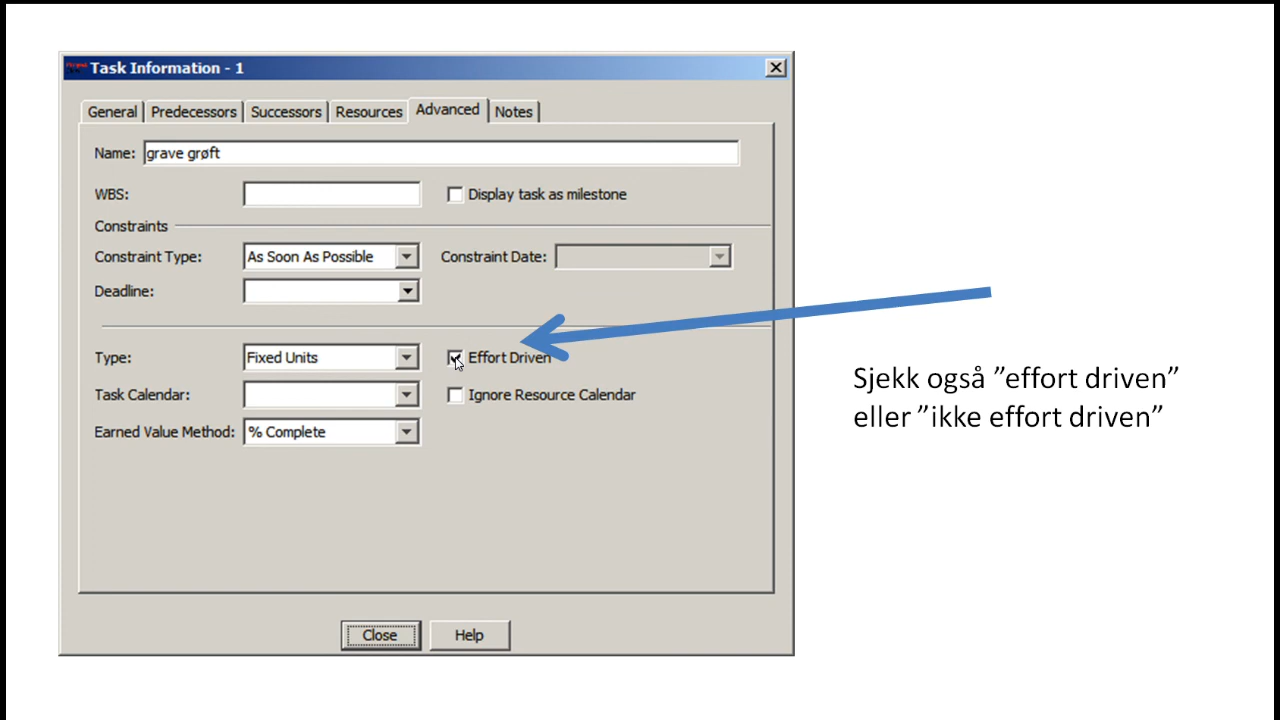 Task Information - 1
General
Predecessors
Successors
Resources
Advanced
Notes
Name: grave grøft
WBS:
Display task as milestone
Constraints
Constraint Type: As Soon As Possible
Constraint Date:
Deadline:
Type: Fixed Units
Effort Driven
Task Calendar:
Ignore Resource Calendar
Earned Value Method: % Complete
Close
Help
Sjekk også ”effort driven”
eller ”ikke effort driven”